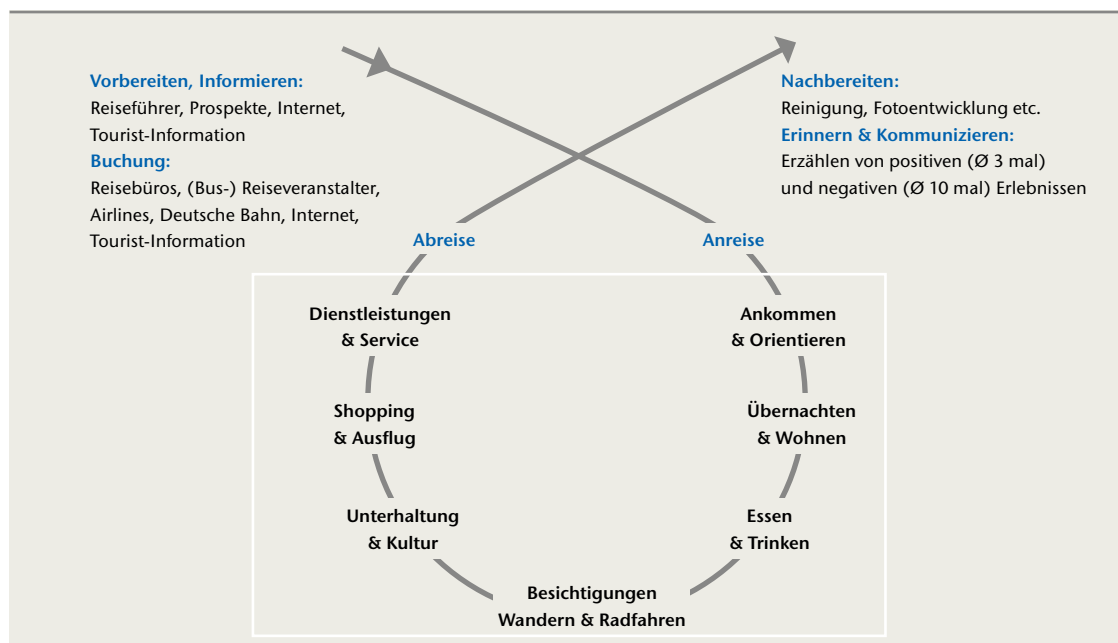 Vorbereiten, Informieren:
Reiseführer, Prospekte, Internet,
Tourist-Information
Buchung:
Reisebüros, (Bus-) Reiseveranstalter,
Airlines, Deutsche Bahn, Internet,
Tourist-Information
Nachbereiten:
Reinigung, Fotoentwicklung etc.
Erinnern & Kommunizieren:
Erzählen von positiven (Ø 3 mal)
und negativen (Ø 10 mal) Erlebnissen
Abreise
Anreise
Dienstleistungen
& Service
Ankommen
& Orientieren
Shopping
& Ausflug
Übernachten
& Wohnen
Unterhaltung
& Kultur
Essen
& Trinken
Besichtigungen
Wandern & Radfahren